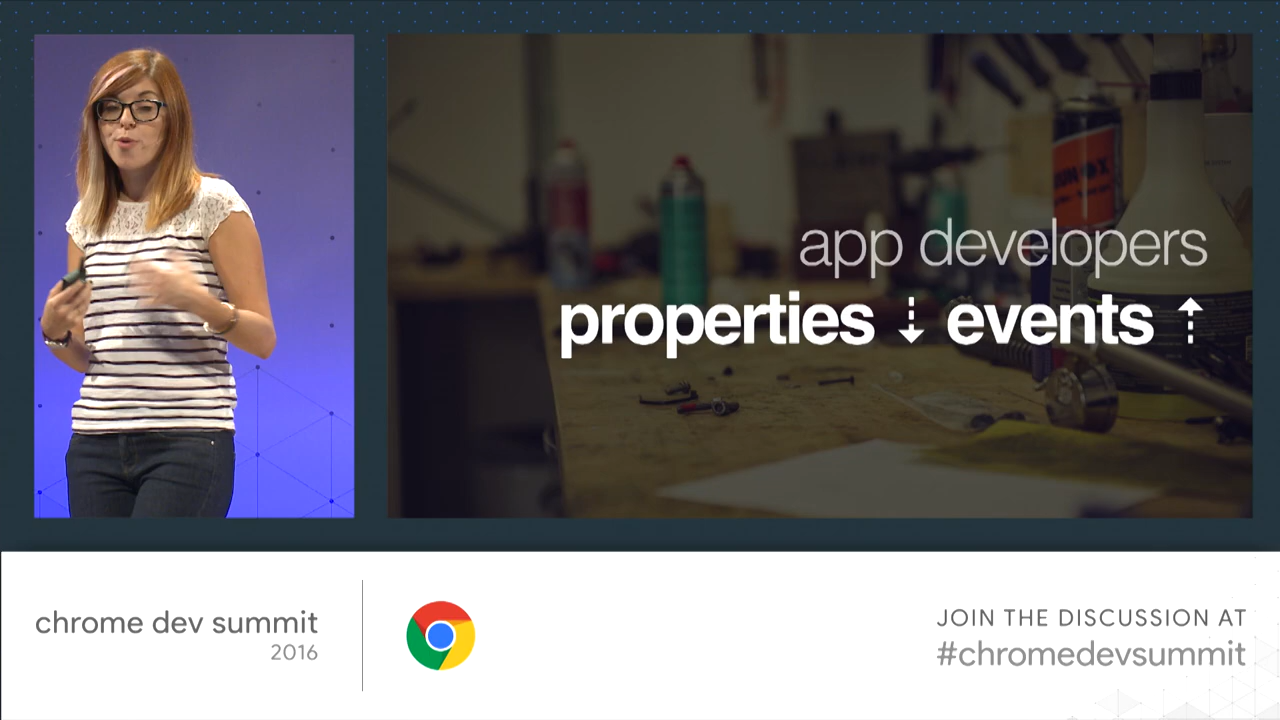 app developers
properties ⇣ events ⇡
chrome dev summit
2016
JOIN THE DISCUSSION AT
#chromedevsummit